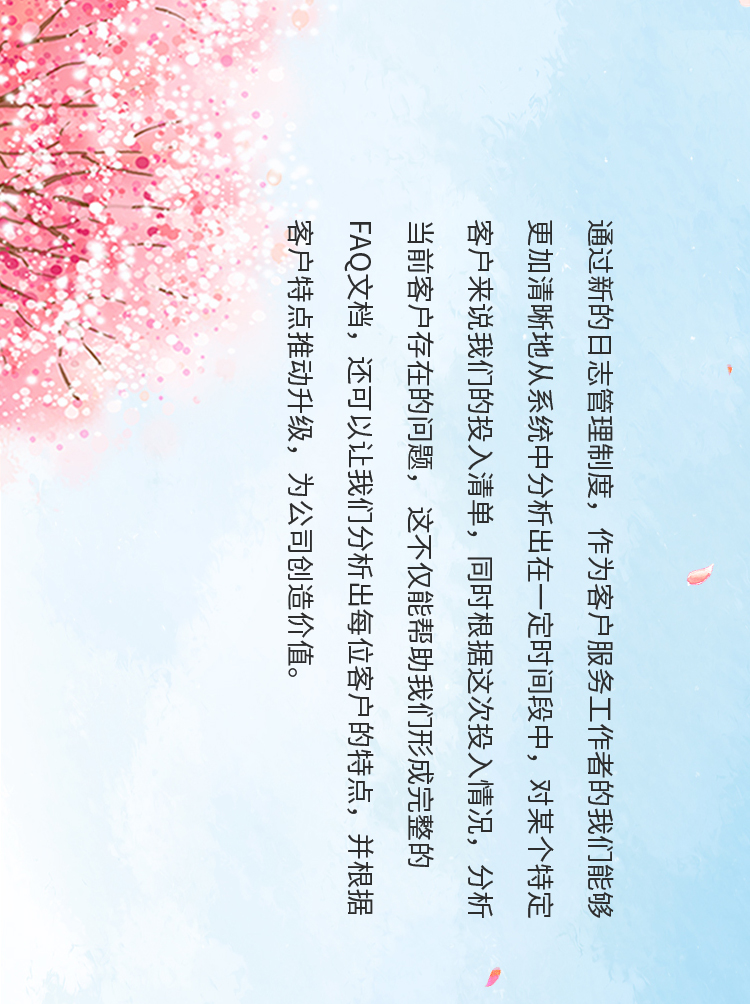 通过新的日志管理制度，作为客户服务工作者的我们能够
更加清晰地从系统中分析出在一定时间段中，对某个特定
客户来说我们的投入清单，同时根据这次投入情况，分析
当前客户存在的问题，这不仅能帮助我们形成完整的
FAQ文档，还可以让我们分析出每位客户的特点，并根据
客户特点推动升级，为公司创造价值。